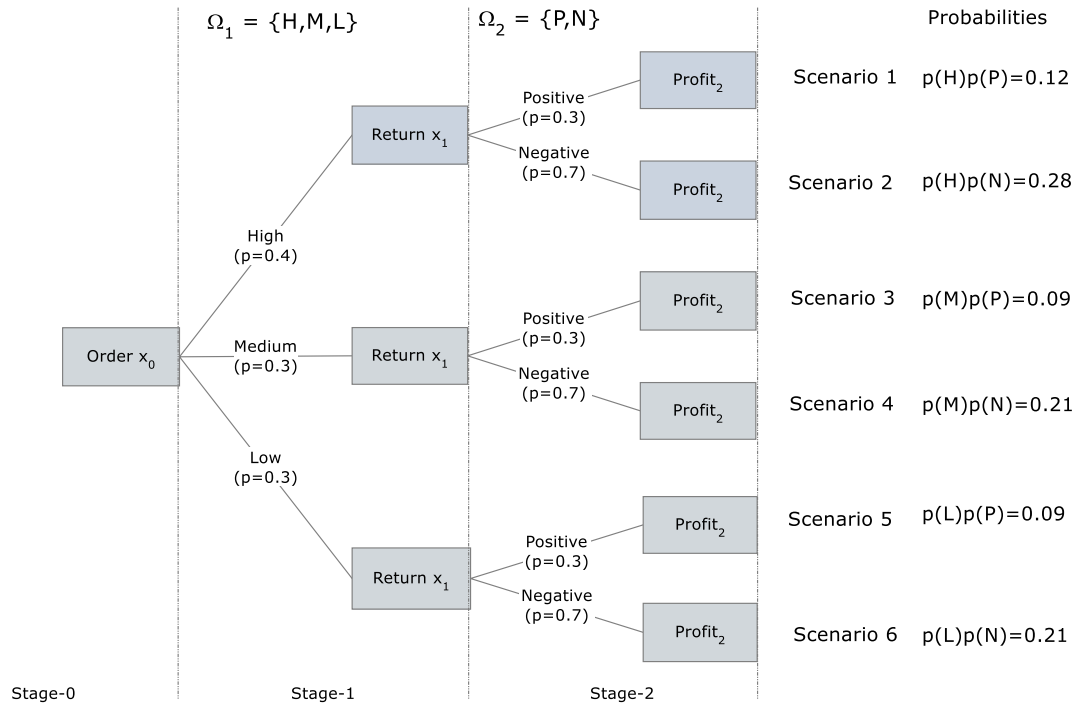 Ω1 = {H,M,L}
Ω2 = {P,N}
Probabilities
Profit2
Scenario 1
p(H)p(P)=0.12
Positive
(p=0.3)
Return x1
Negative
(p=0.7)
Profit2
Scenario 2
p(H)p(N)=0.28
High
(p=0.4)
Profit2
Scenario 3
p(M)p(P)=0.09
Positive
(p=0.3)
Order x0
Medium
(p=0.3)
Return x1
Negative
(p=0.7)
Profit2
Scenario 4
p(M)p(N)=0.21
Low
(p=0.3)
Profit2
Scenario 5
p(L)p(P)=0.09
Positive
(p=0.3)
Return x1
Negative
(p=0.7)
Profit2
Scenario 6
p(L)p(N)=0.21
Stage-0
Stage-1
Stage-2